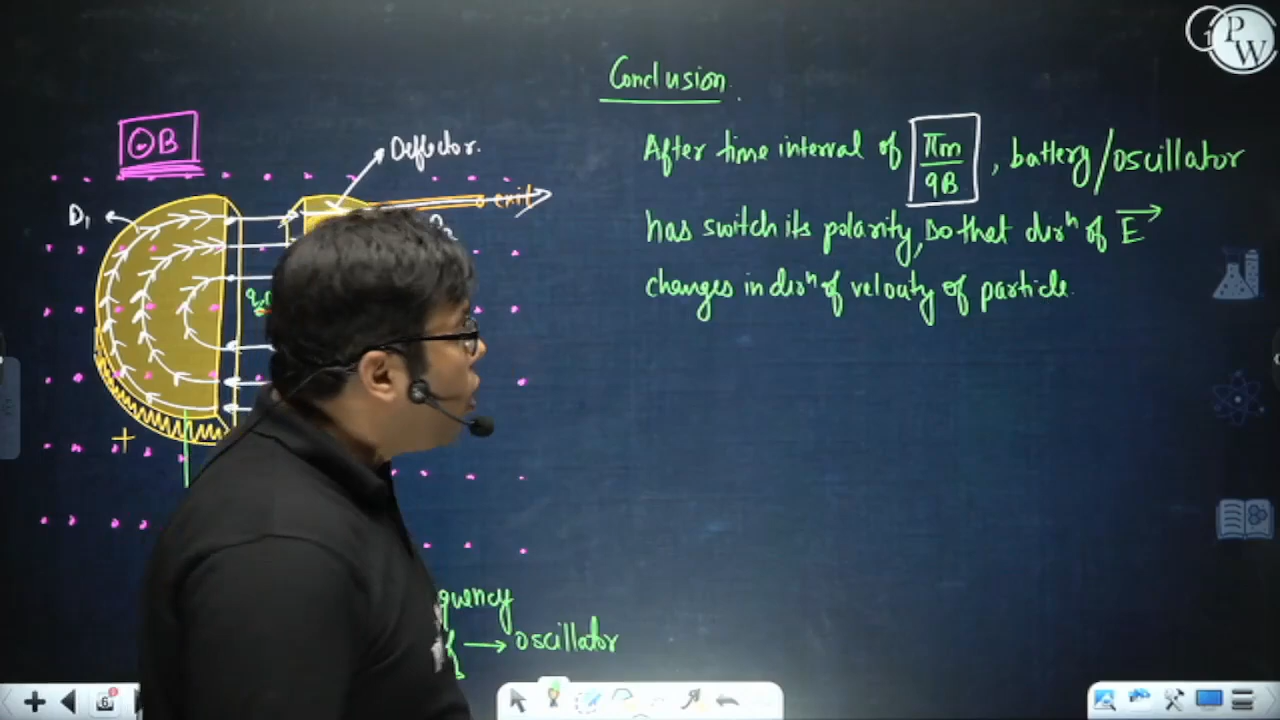 PW
Conclusion
⊙B
Deflector.
After time interval of πm/qB, battery/oscillator
exit
D1
has switch its polarity, so that dirⁿ of E→
changes in dirⁿ of velocity of particle.
+
quency
→ oscillator
6